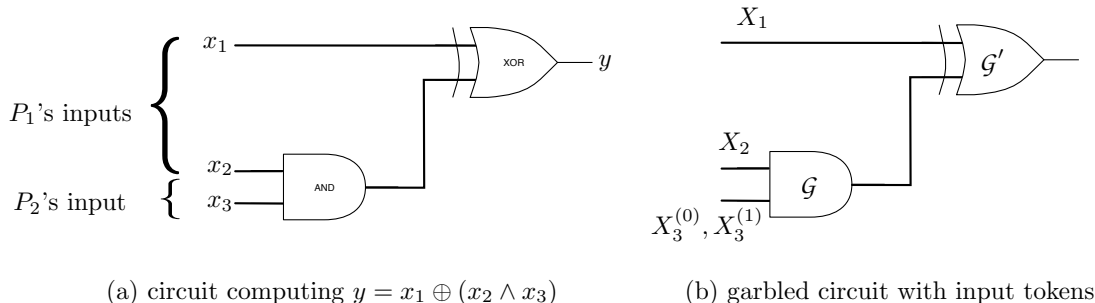 P₁'s inputs
x₁
x₂
P₂'s input
x₃
XOR
AND
y
(a) circuit computing y = x₁ ⊕ (x₂ ∧ x₃)
X₁
X₂
X₃⁽⁰⁾, X₃⁽¹⁾
𝒢′
𝒢
(b) garbled circuit with input tokens